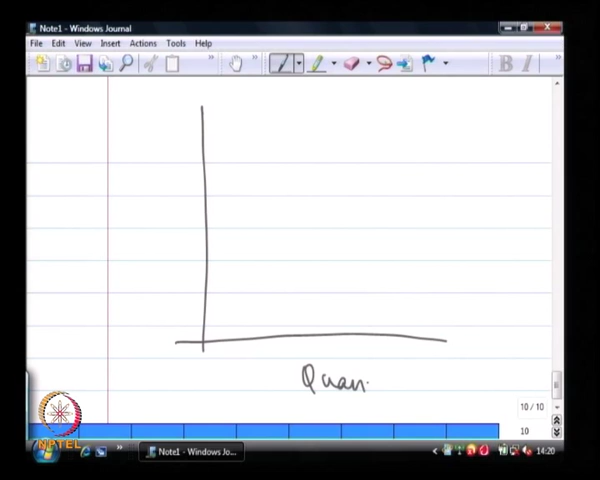 Note1 - Windows Journal
File Edit View Insert Actions Tools Help
B I
Quan
10 / 10
10
NPTEL
Note1 - Windows Jo...
14:20